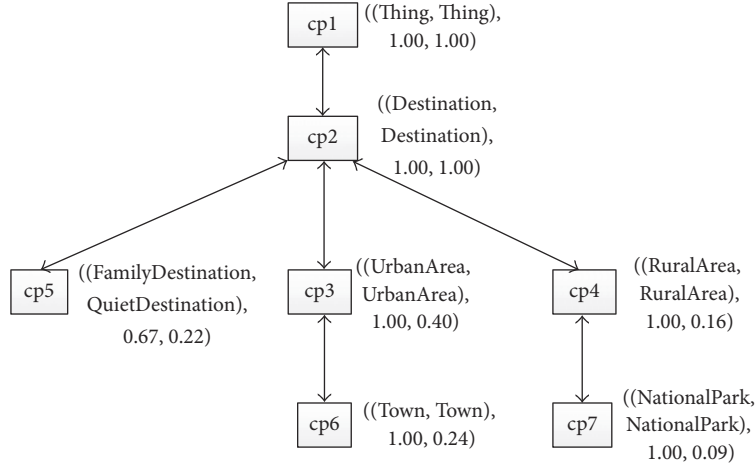 cp1
((Thing, Thing),
1.00, 1.00)
cp2
((Destination,
Destination),
1.00, 1.00)
cp5
((FamilyDestination,
QuietDestination),
0.67, 0.22)
cp3
((UrbanArea,
UrbanArea),
1.00, 0.40)
cp4
((RuralArea,
RuralArea),
1.00, 0.16)
cp6
((Town, Town),
1.00, 0.24)
cp7
((NationalPark,
NationalPark),
1.00, 0.09)